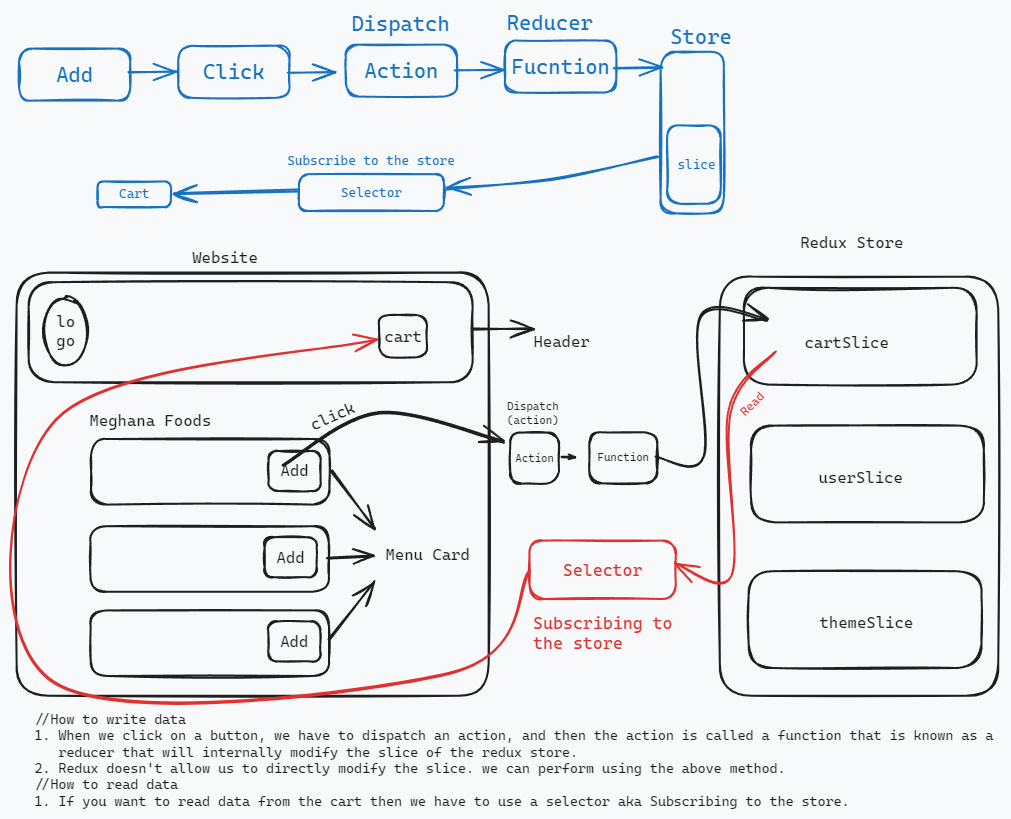 Dispatch
Reducer
Store
Add
Click
Action
Fucntion
slice
Subscribe to the store
Selector
Cart
Website
Redux Store
lo
go
cart
Header
cartSlice
Meghana Foods
click
Dispatch
(action)
Read
Add
Action
Function
userSlice
Add
Menu Card
Selector
Add
Subscribing to
the store
themeSlice
//How to write data
1. When we click on a button, we have to dispatch an action, and then the action is called a function that is known as a
reducer that will internally modify the slice of the redux store.
2. Redux doesn't allow us to directly modify the slice. we can perform using the above method.
//How to read data
1. If you want to read data from the cart then we have to use a selector aka Subscribing to the store.